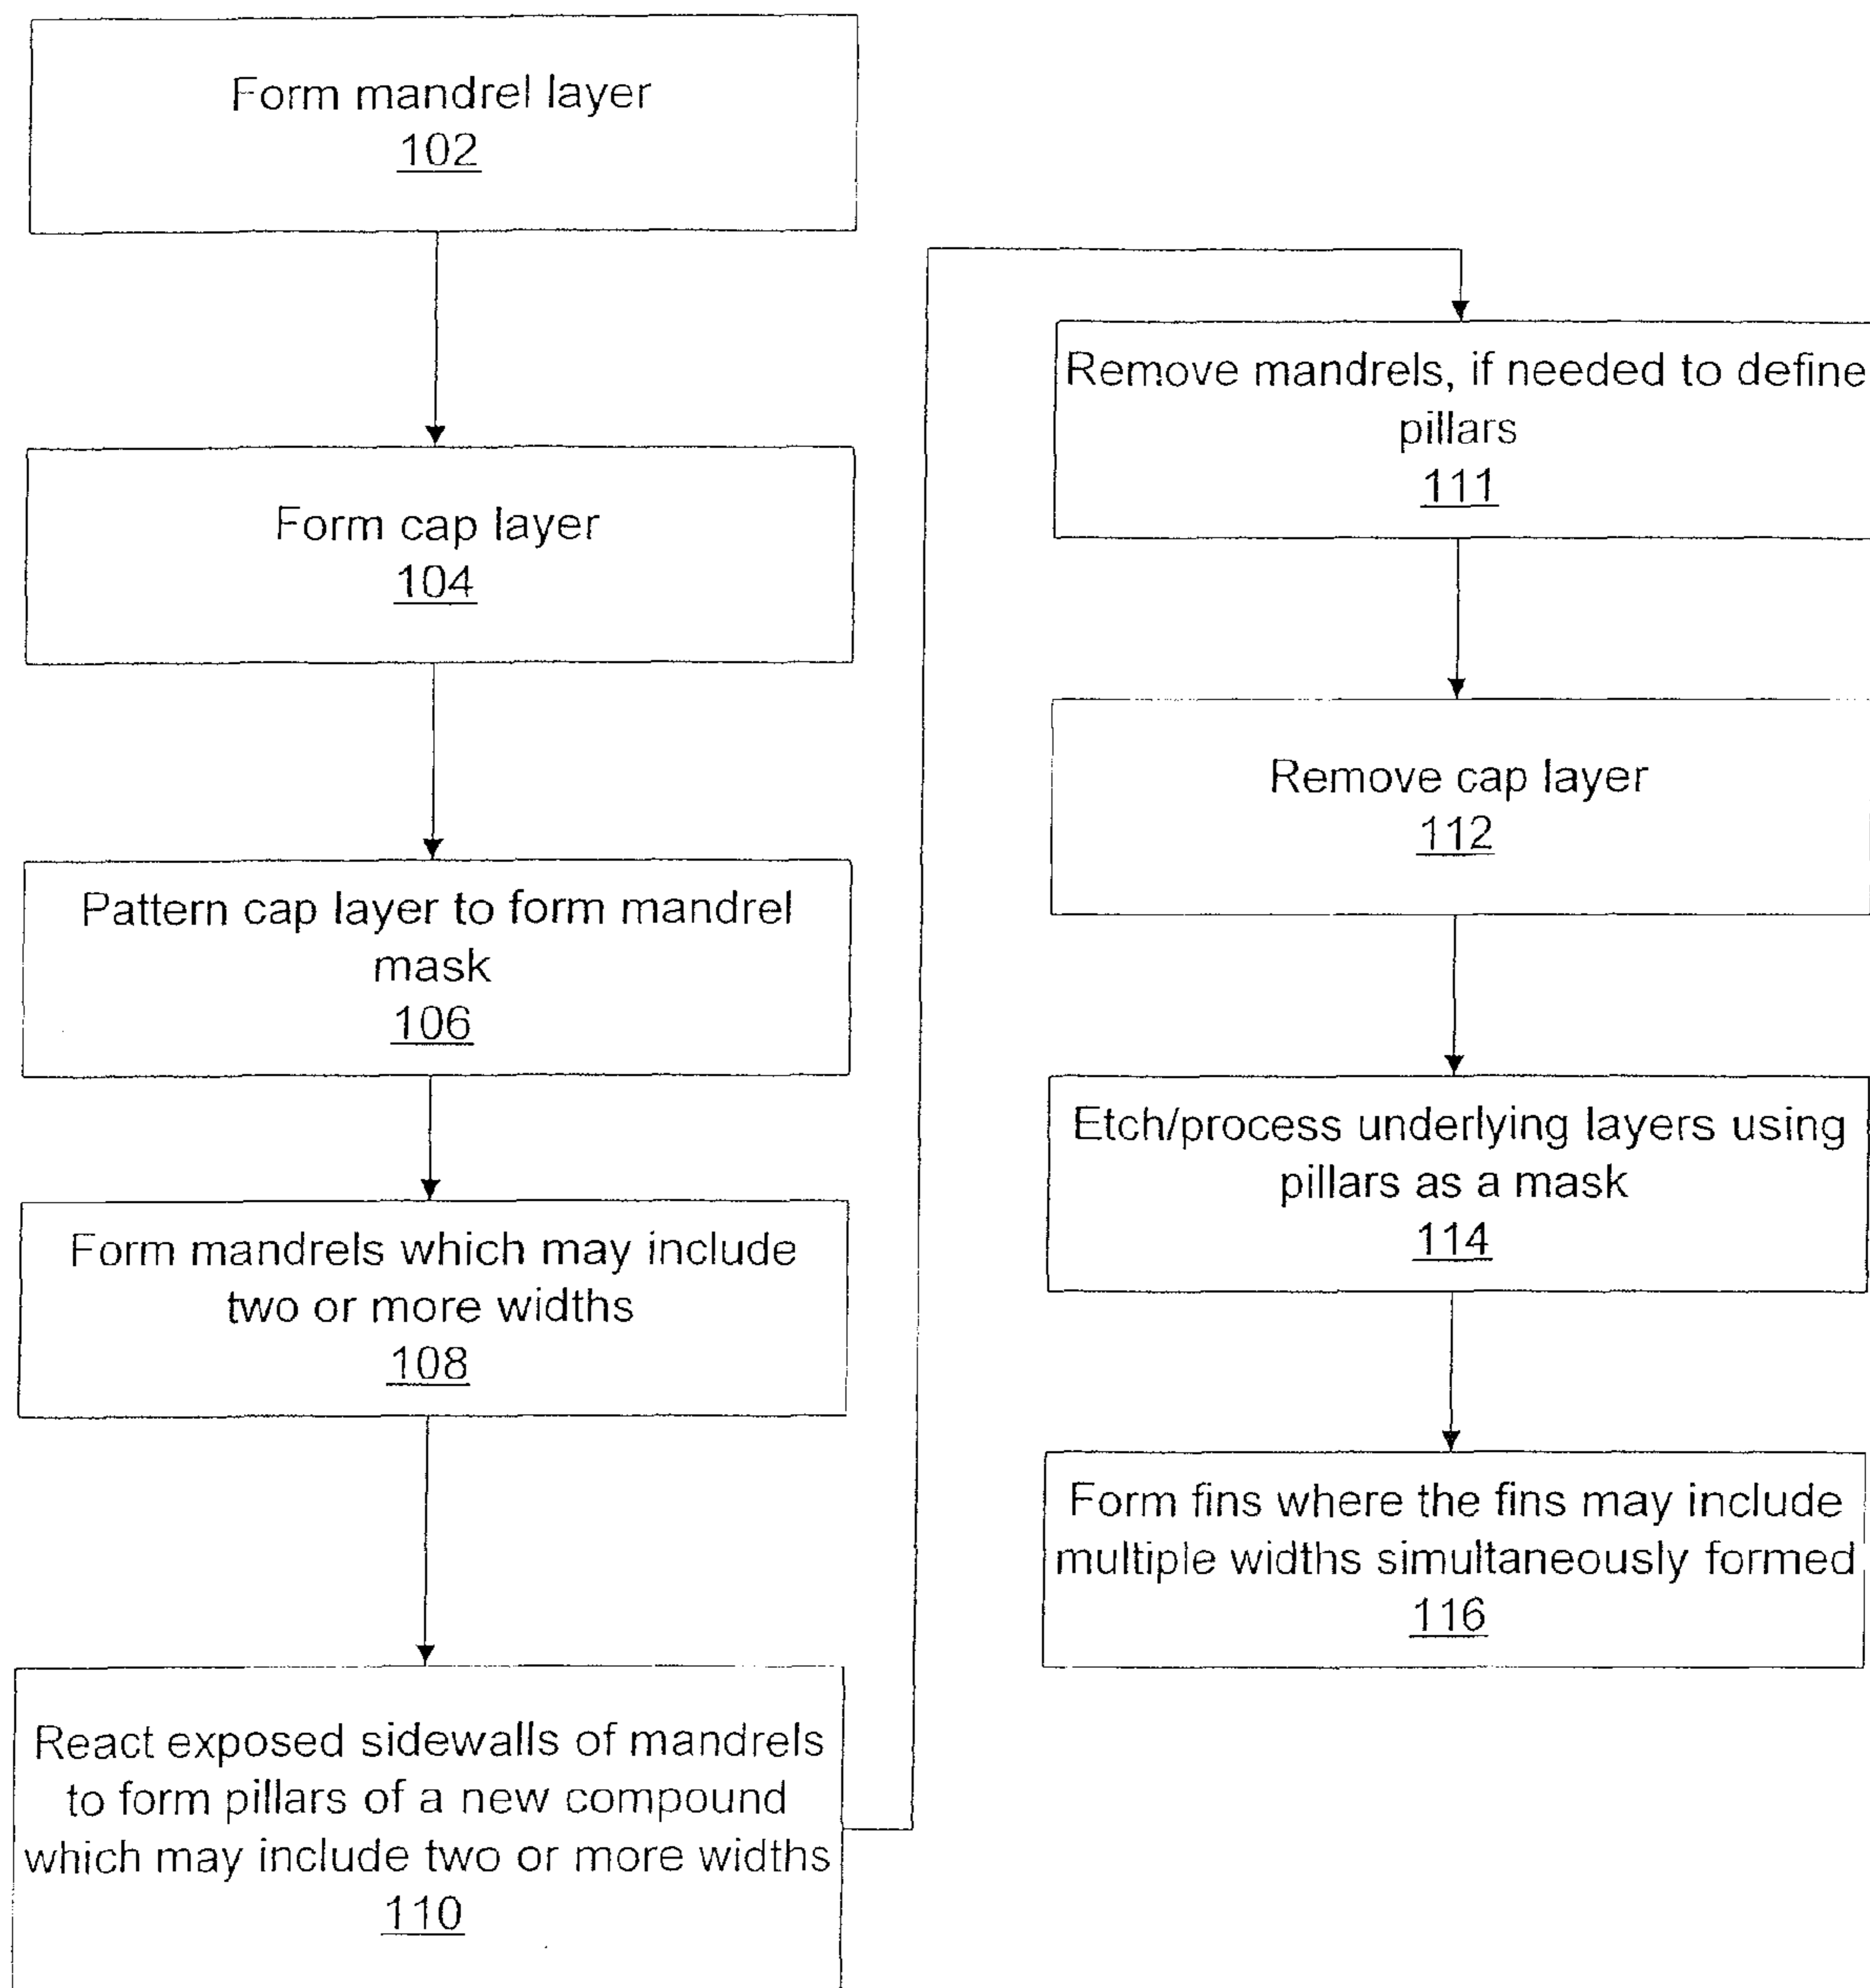 Form mandrel layer
102
Form cap layer
104
Pattern cap layer to form mandrel
mask
106
Form mandrels which may include
two or more widths
108
React exposed sidewalls of mandrels
to form pillars of a new compound
which may include two or more widths
110
Remove mandrels, if needed to define
pillars
111
Remove cap layer
112
Etch/process underlying layers using
pillars as a mask
114
Form fins where the fins may include
multiple widths simultaneously formed
116